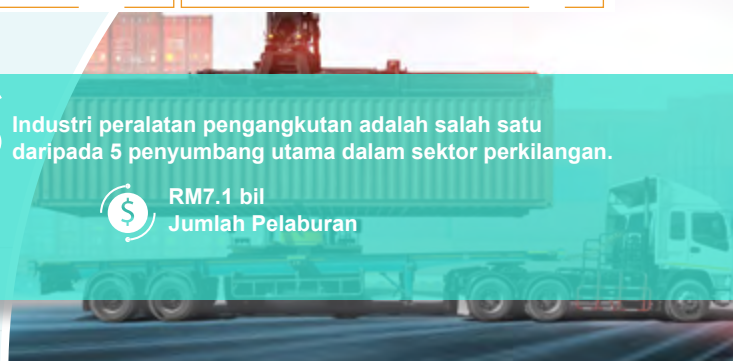 Industri peralatan pengangkutan adalah salah satu
daripada 5 penyumbang utama dalam sektor perkilangan.
$
RM7.1 bil
Jumlah Pelaburan